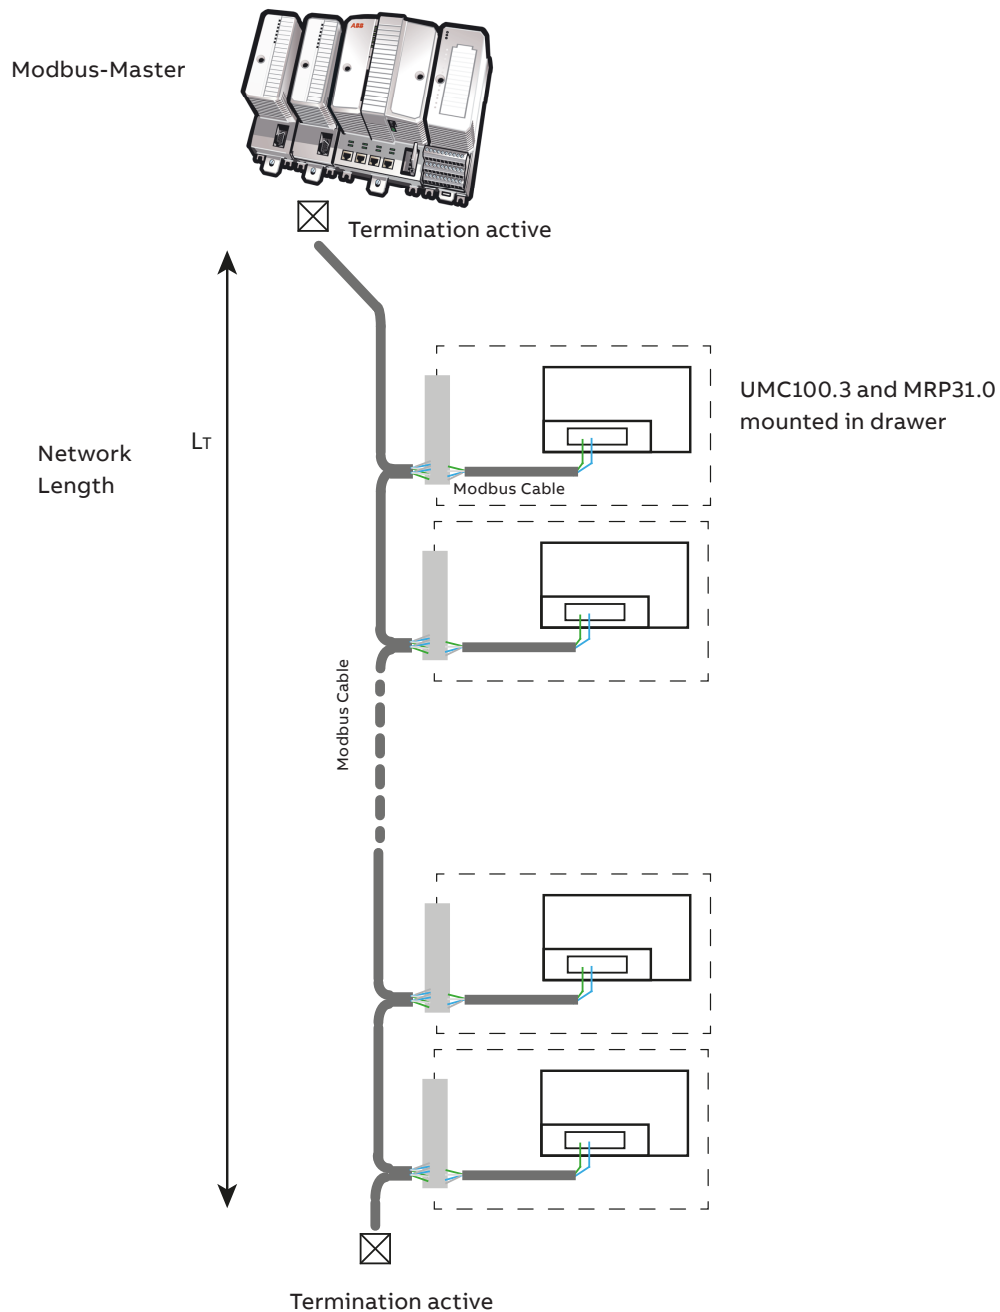 Modbus-Master
ABB
Termination active
UMC100.3 and MRP31.0
mounted in drawer
LT
Network
Length
Modbus Cable
Modbus Cable
Termination active